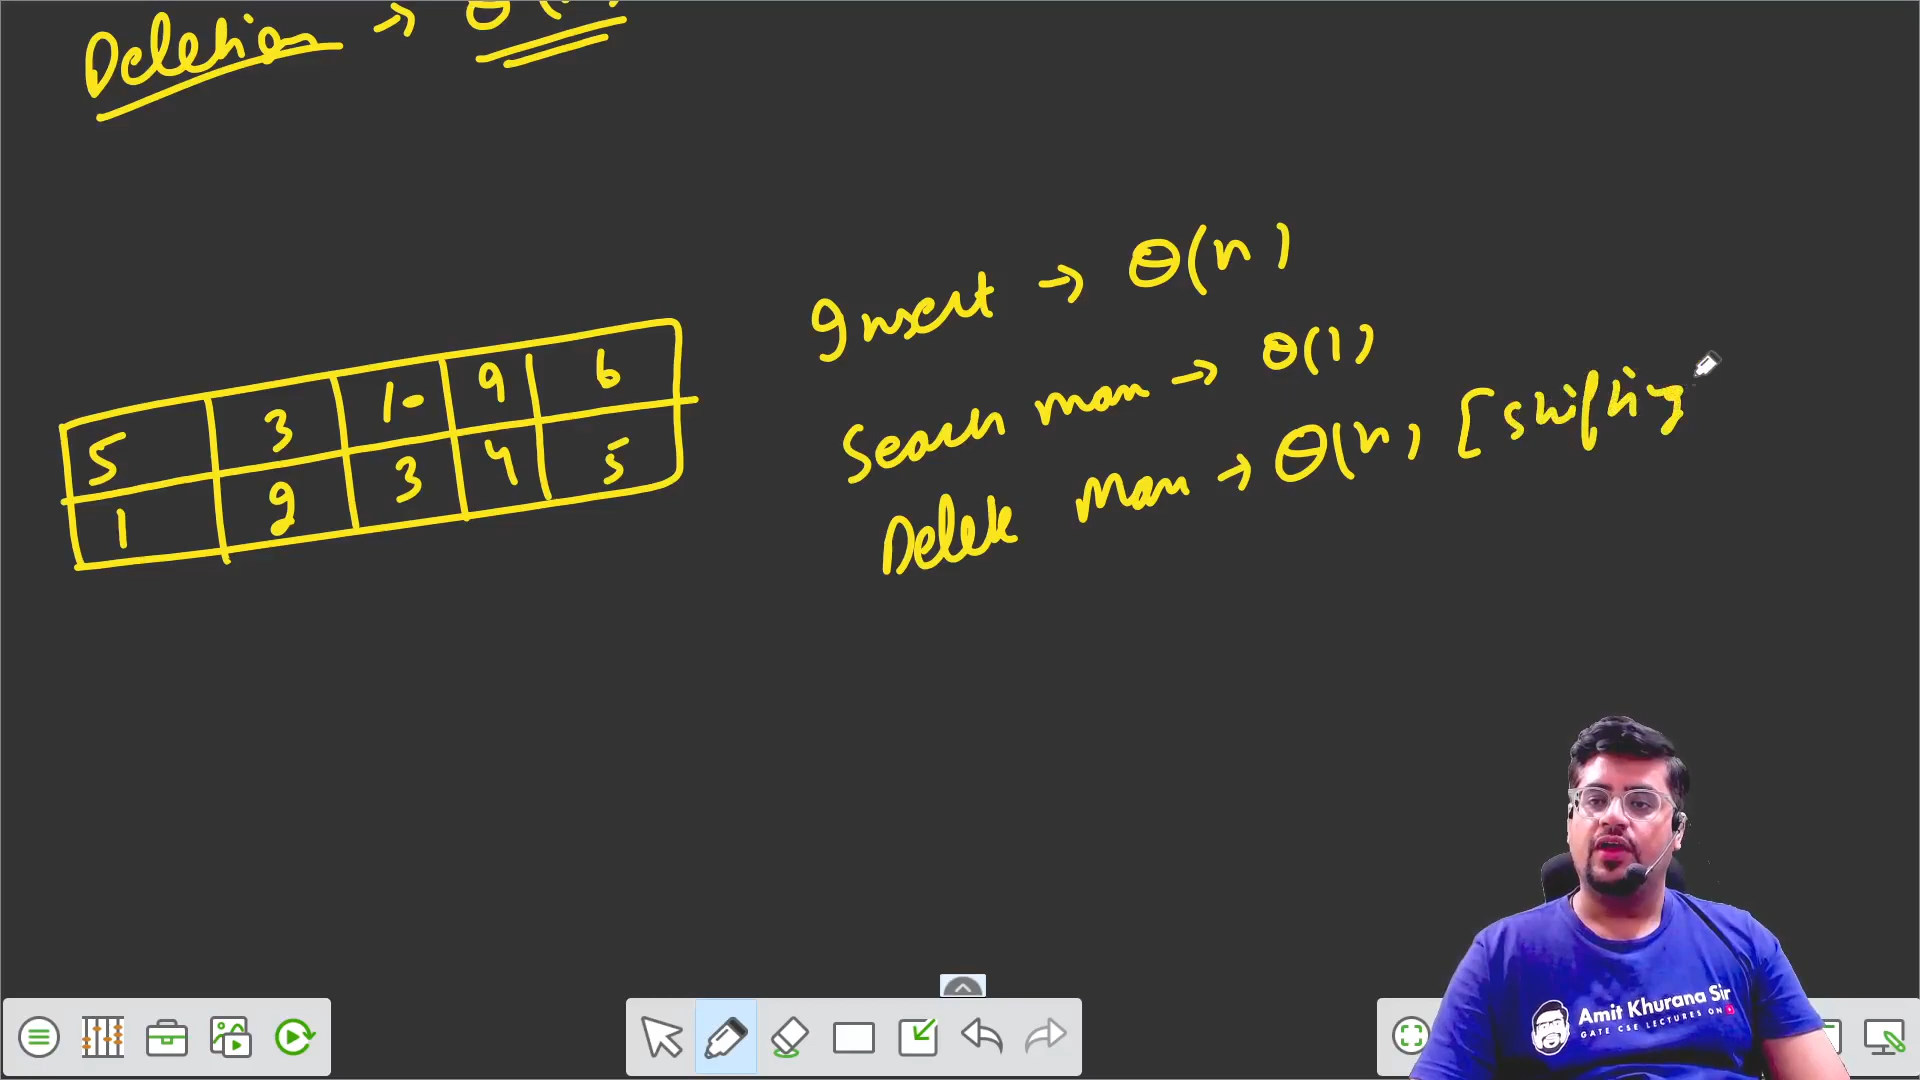 Deletion →
Insert → Θ(n)
Search max → Θ(1)
Delete Max → Θ(n) [Shifting
5 3 10 9 6
1 2 3 4 5
Amit Khurana Sir
GATE CSE LECTURES ON